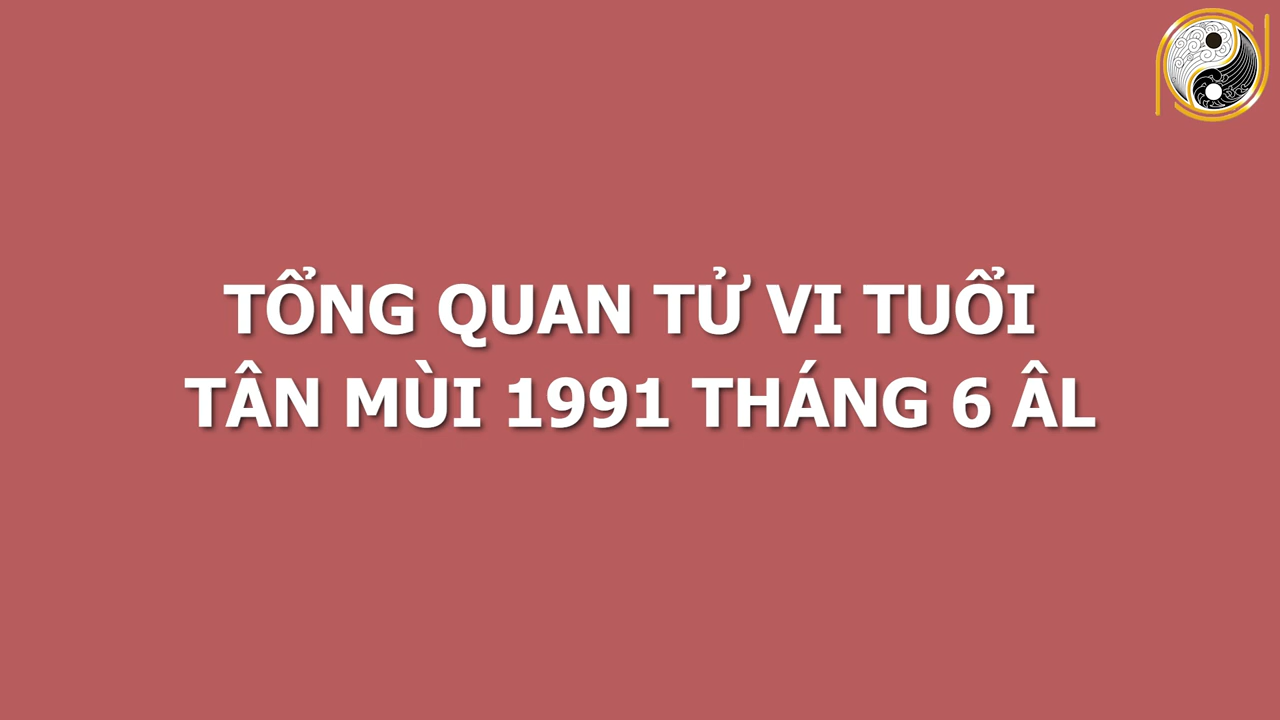 TỔNG QUAN TỬ VI TUỔI
TÂN MÙI 1991 THÁNG 6 ÂL